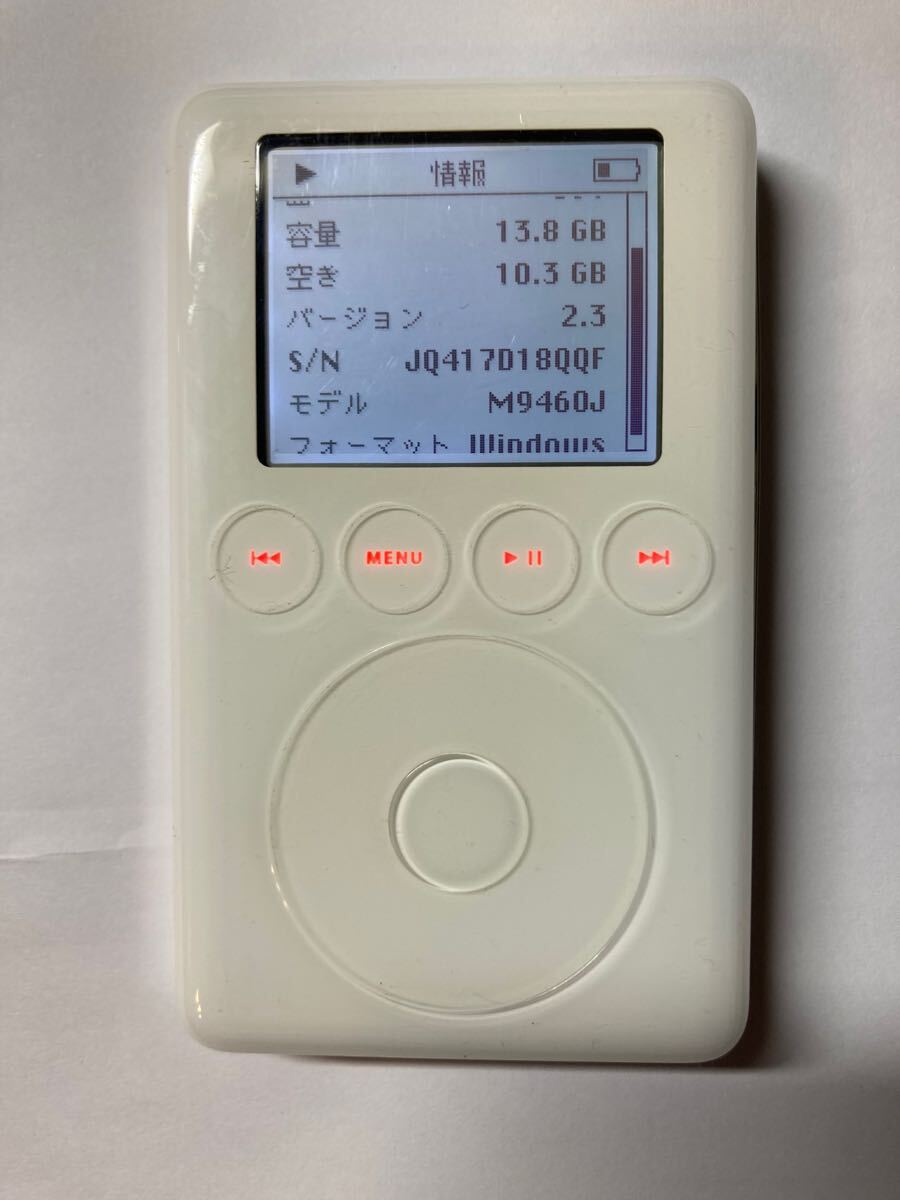 情報
容量 13.8 GB
空き 10.3 GB
バージョン 2.3
S/N JQ417D18QQF
モデル M9460J
フォーマット Windows
MENU